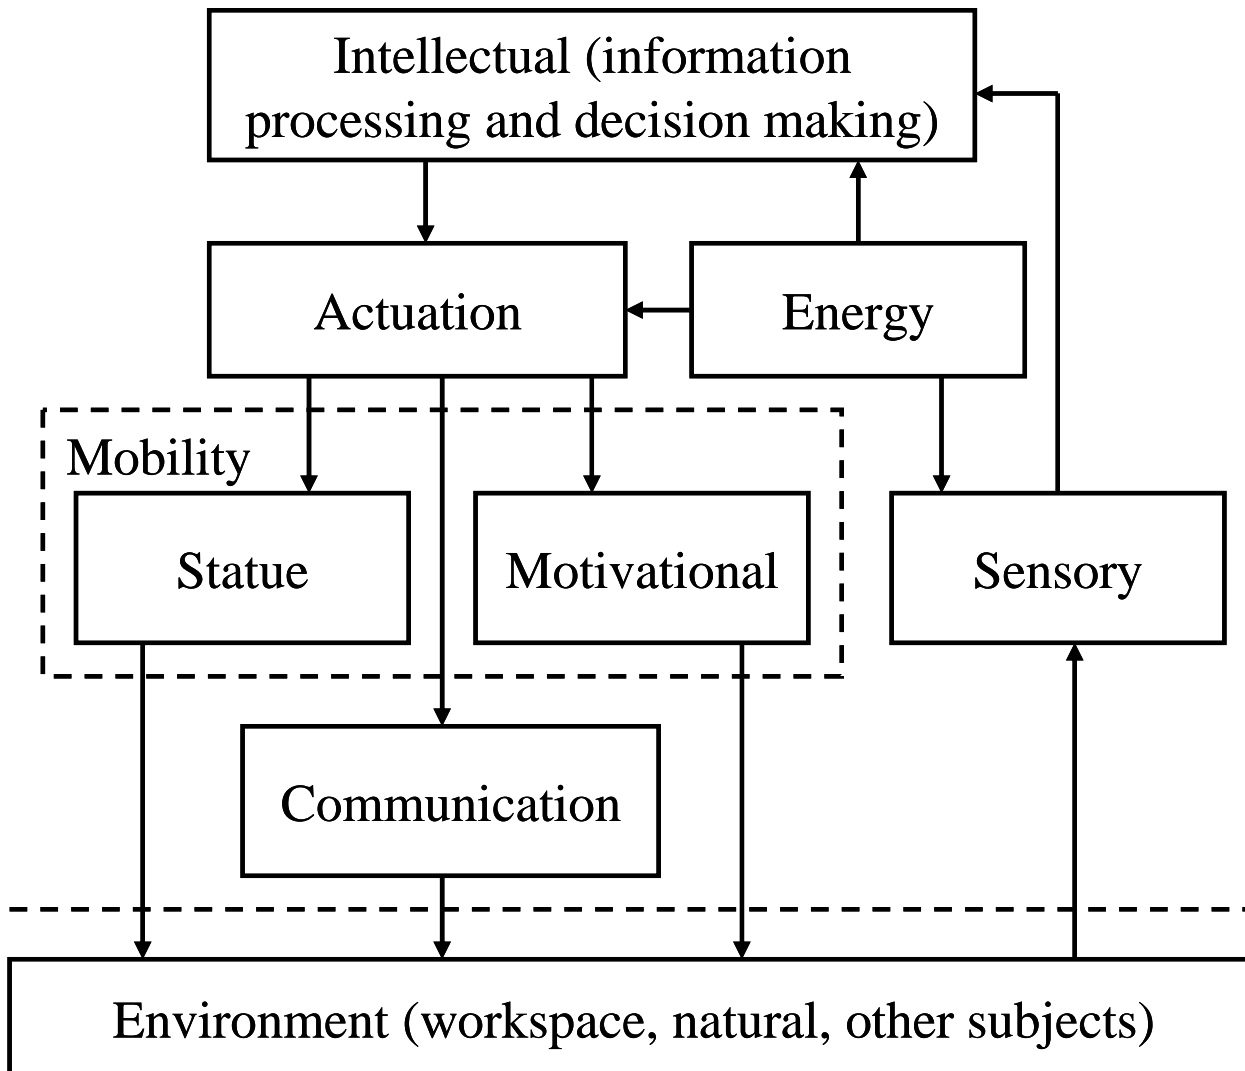 Intellectual (information
processing and decision making)
Actuation
Energy
Mobility
Statue
Motivational
Sensory
Communication
Environment (workspace, natural, other subjects)